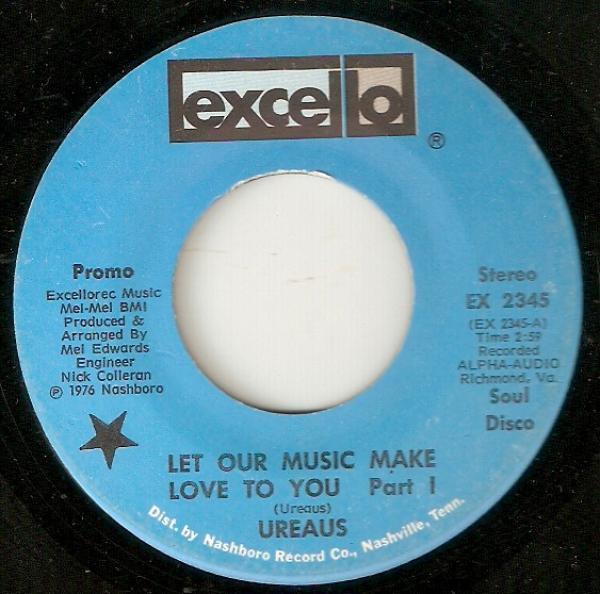 excello
®
Promo
Excellorec Music
Mel-Mel BMI
Produced &
Arranged By
Mel Edwards
Engineer
Nick Colleran
℗ 1976 Nashboro
Stereo
EX 2345
(EX 2345-A)
Time 2:59
Recorded
ALPHA-AUDIO
Richmond, Va.
Soul
Disco
LET OUR MUSIC MAKE
LOVE TO YOU Part I
(Ureaus)
UREAUS
Dist. by Nashboro Record Co., Nashville, Tenn.